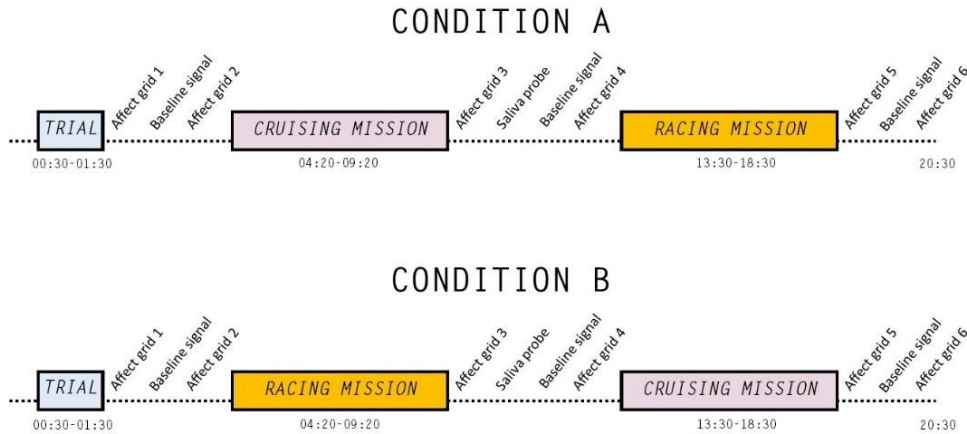 CONDITION A
Affect grid 1
Baseline signal
Affect grid 2
Affect grid 3
Saliva probe
Baseline signal
Affect grid 4
Affect grid 5
Baseline signal
Affect grid 6
TRIAL
CRUISING MISSION
RACING MISSION
00:30-01:30
04:20-09:20
13:30-18:30
20:30
CONDITION B
Affect grid 1
Baseline signal
Affect grid 2
Affect grid 3
Saliva probe
Baseline signal
Affect grid 4
Affect grid 5
Baseline signal
Affect grid 6
TRIAL
RACING MISSION
CRUISING MISSION
00:30-01:30
04:20-09:20
13:30-18:30
20:30